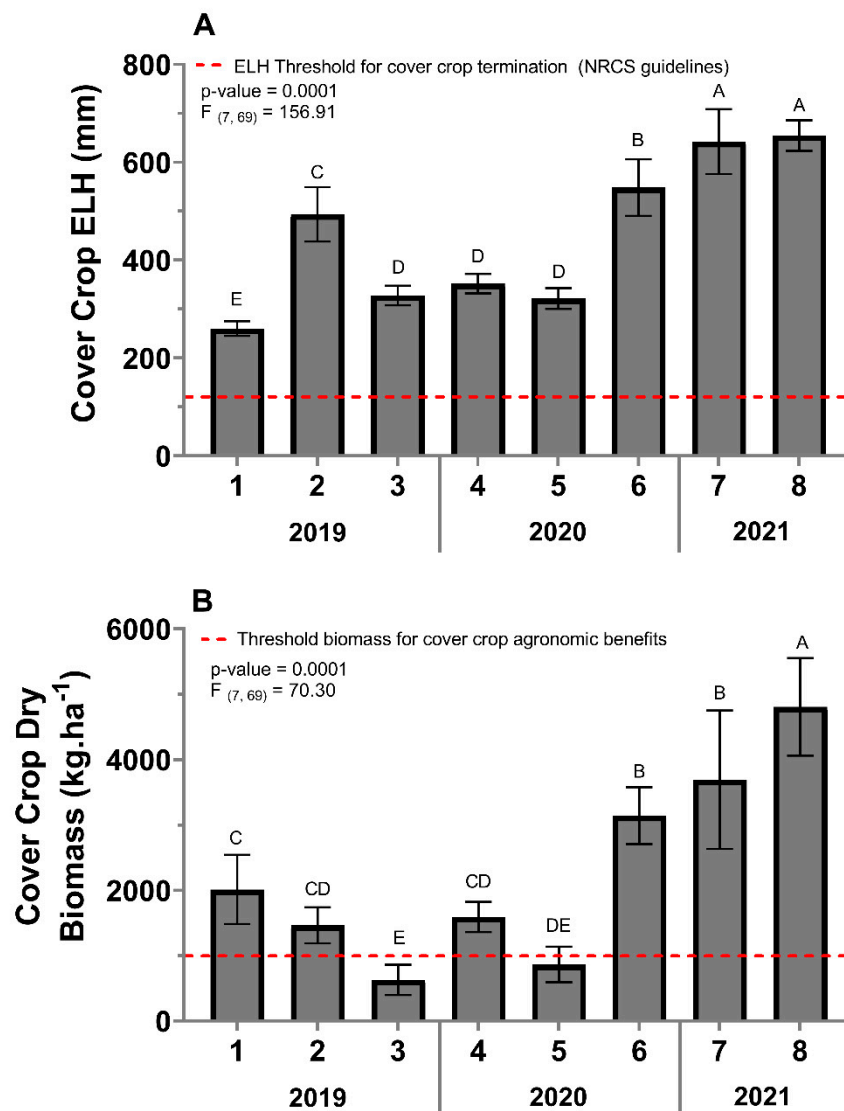 A
ELH Threshold for cover crop termination (NRCS guidelines)
p-value = 0.0001
F (7, 69) = 156.91
Cover Crop ELH (mm)
800
600
400
200
0
E
C
D
D
D
B
A
A
1 2 3 4 5 6 7 8
2019 2020 2021
B
Threshold biomass for cover crop agronomic benefits
p-value = 0.0001
F (7, 69) = 70.30
Cover Crop Dry
Biomass (kg.ha⁻¹)
6000
4000
2000
0
C
CD
E
CD
DE
B
B
A
1 2 3 4 5 6 7 8
2019 2020 2021